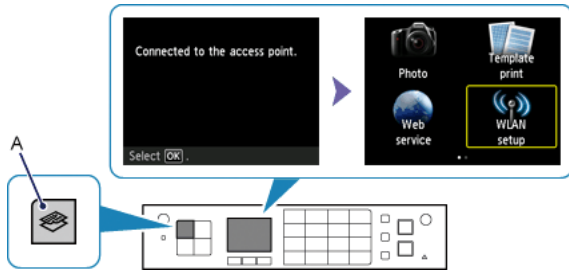 Connected to the access point.
Select OK .
Photo
Template
print
Web
service
WLAN
setup
A